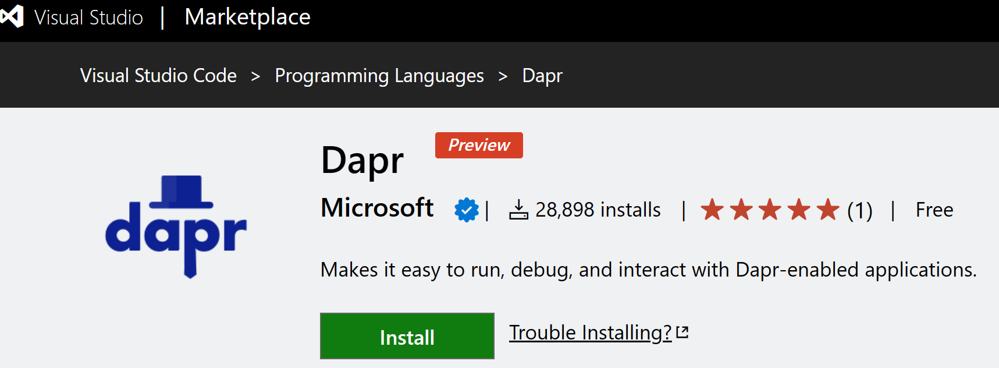 Visual Studio | Marketplace
Visual Studio Code > Programming Languages > Dapr
dapr
Dapr Preview
Microsoft | 28,898 installs | (1) | Free
Makes it easy to run, debug, and interact with Dapr-enabled applications.
Install Trouble Installing?